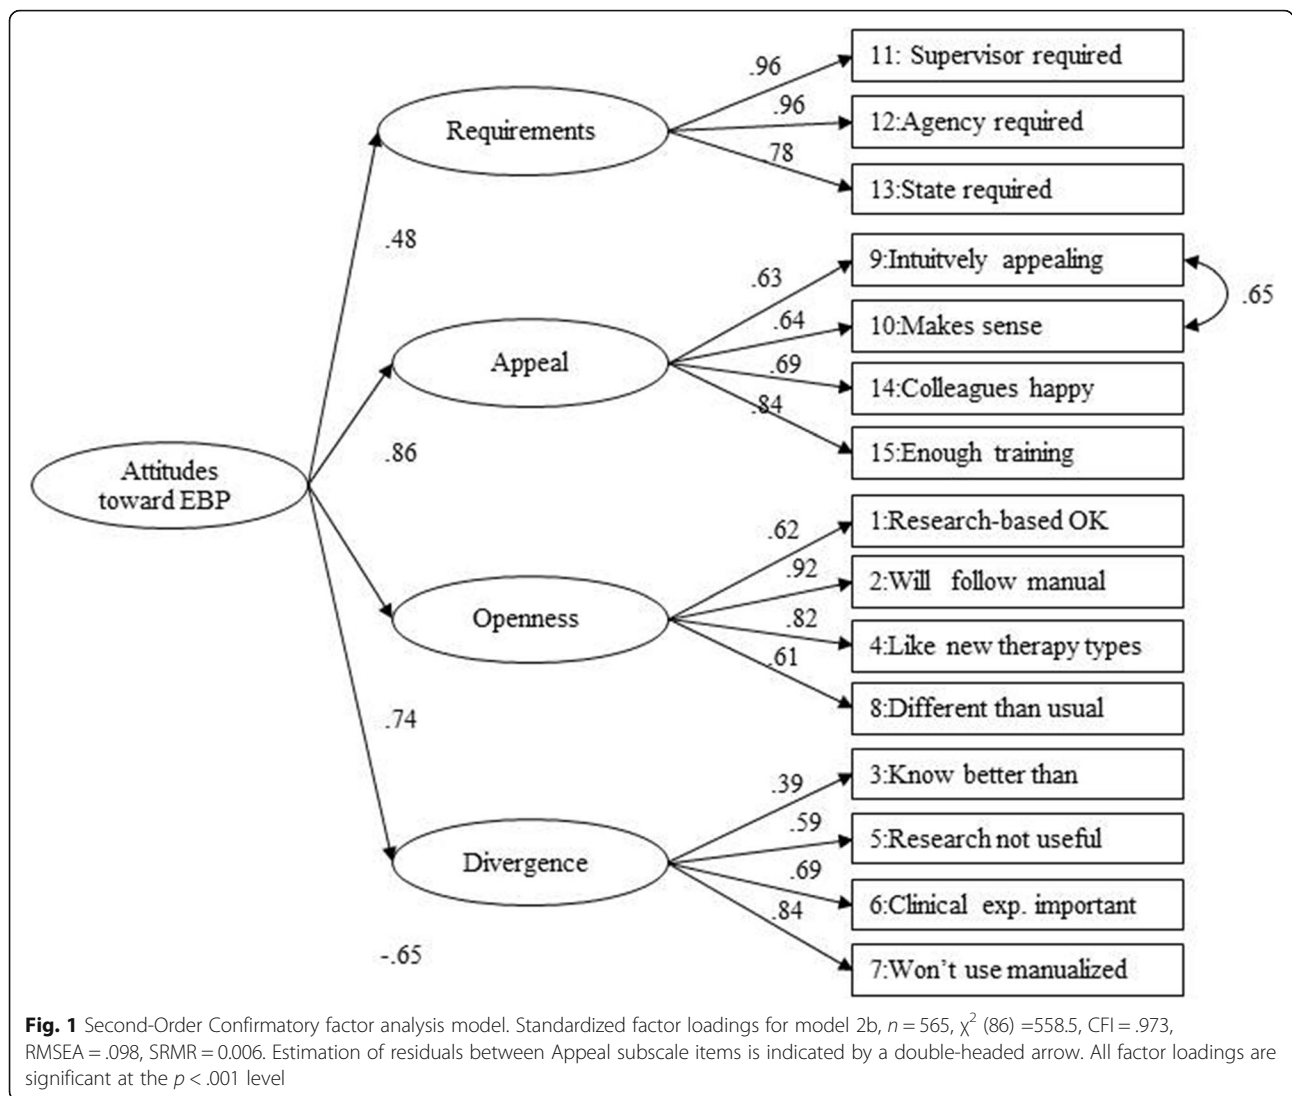 .96
11: Supervisor required
.96
Requirements
12:Agency required
.78
13:State required
.48
9:Intuitvely appealing
.63
.65
.64
10:Makes sense
Appeal
.69
14:Colleagues happy
.84
15:Enough training
.86
Attitudes
toward EBP
1:Research-based OK
.62
.92
2:Will follow manual
Openness
.82
4:Like new therapy types
.61
8:Different than usual
.74
3:Know better than
.39
.59
5:Research not useful
Divergence
.69
6:Clinical exp. important
.84
-.65
7:Won't use manualized
Fig. 1 Second-Order Confirmatory factor analysis model. Standardized factor loadings for model 2b, n = 565, χ² (86) =558.5, CFI = .973,
RMSEA = .098, SRMR = 0.006. Estimation of residuals between Appeal subscale items is indicated by a double-headed arrow. All factor loadings are
significant at the p < .001 level